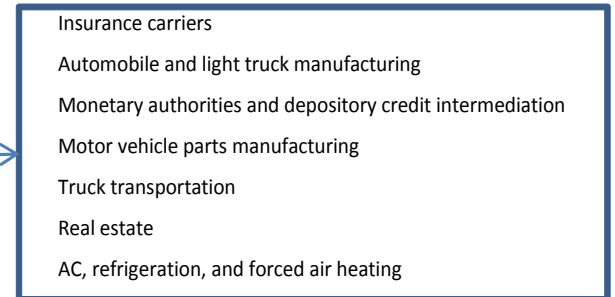 Insurance carriers
Automobile and light truck manufacturing
Monetary authorities and depository credit intermediation
Motor vehicle parts manufacturing
Truck transportation
Real estate
AC, refrigeration, and forced air heating